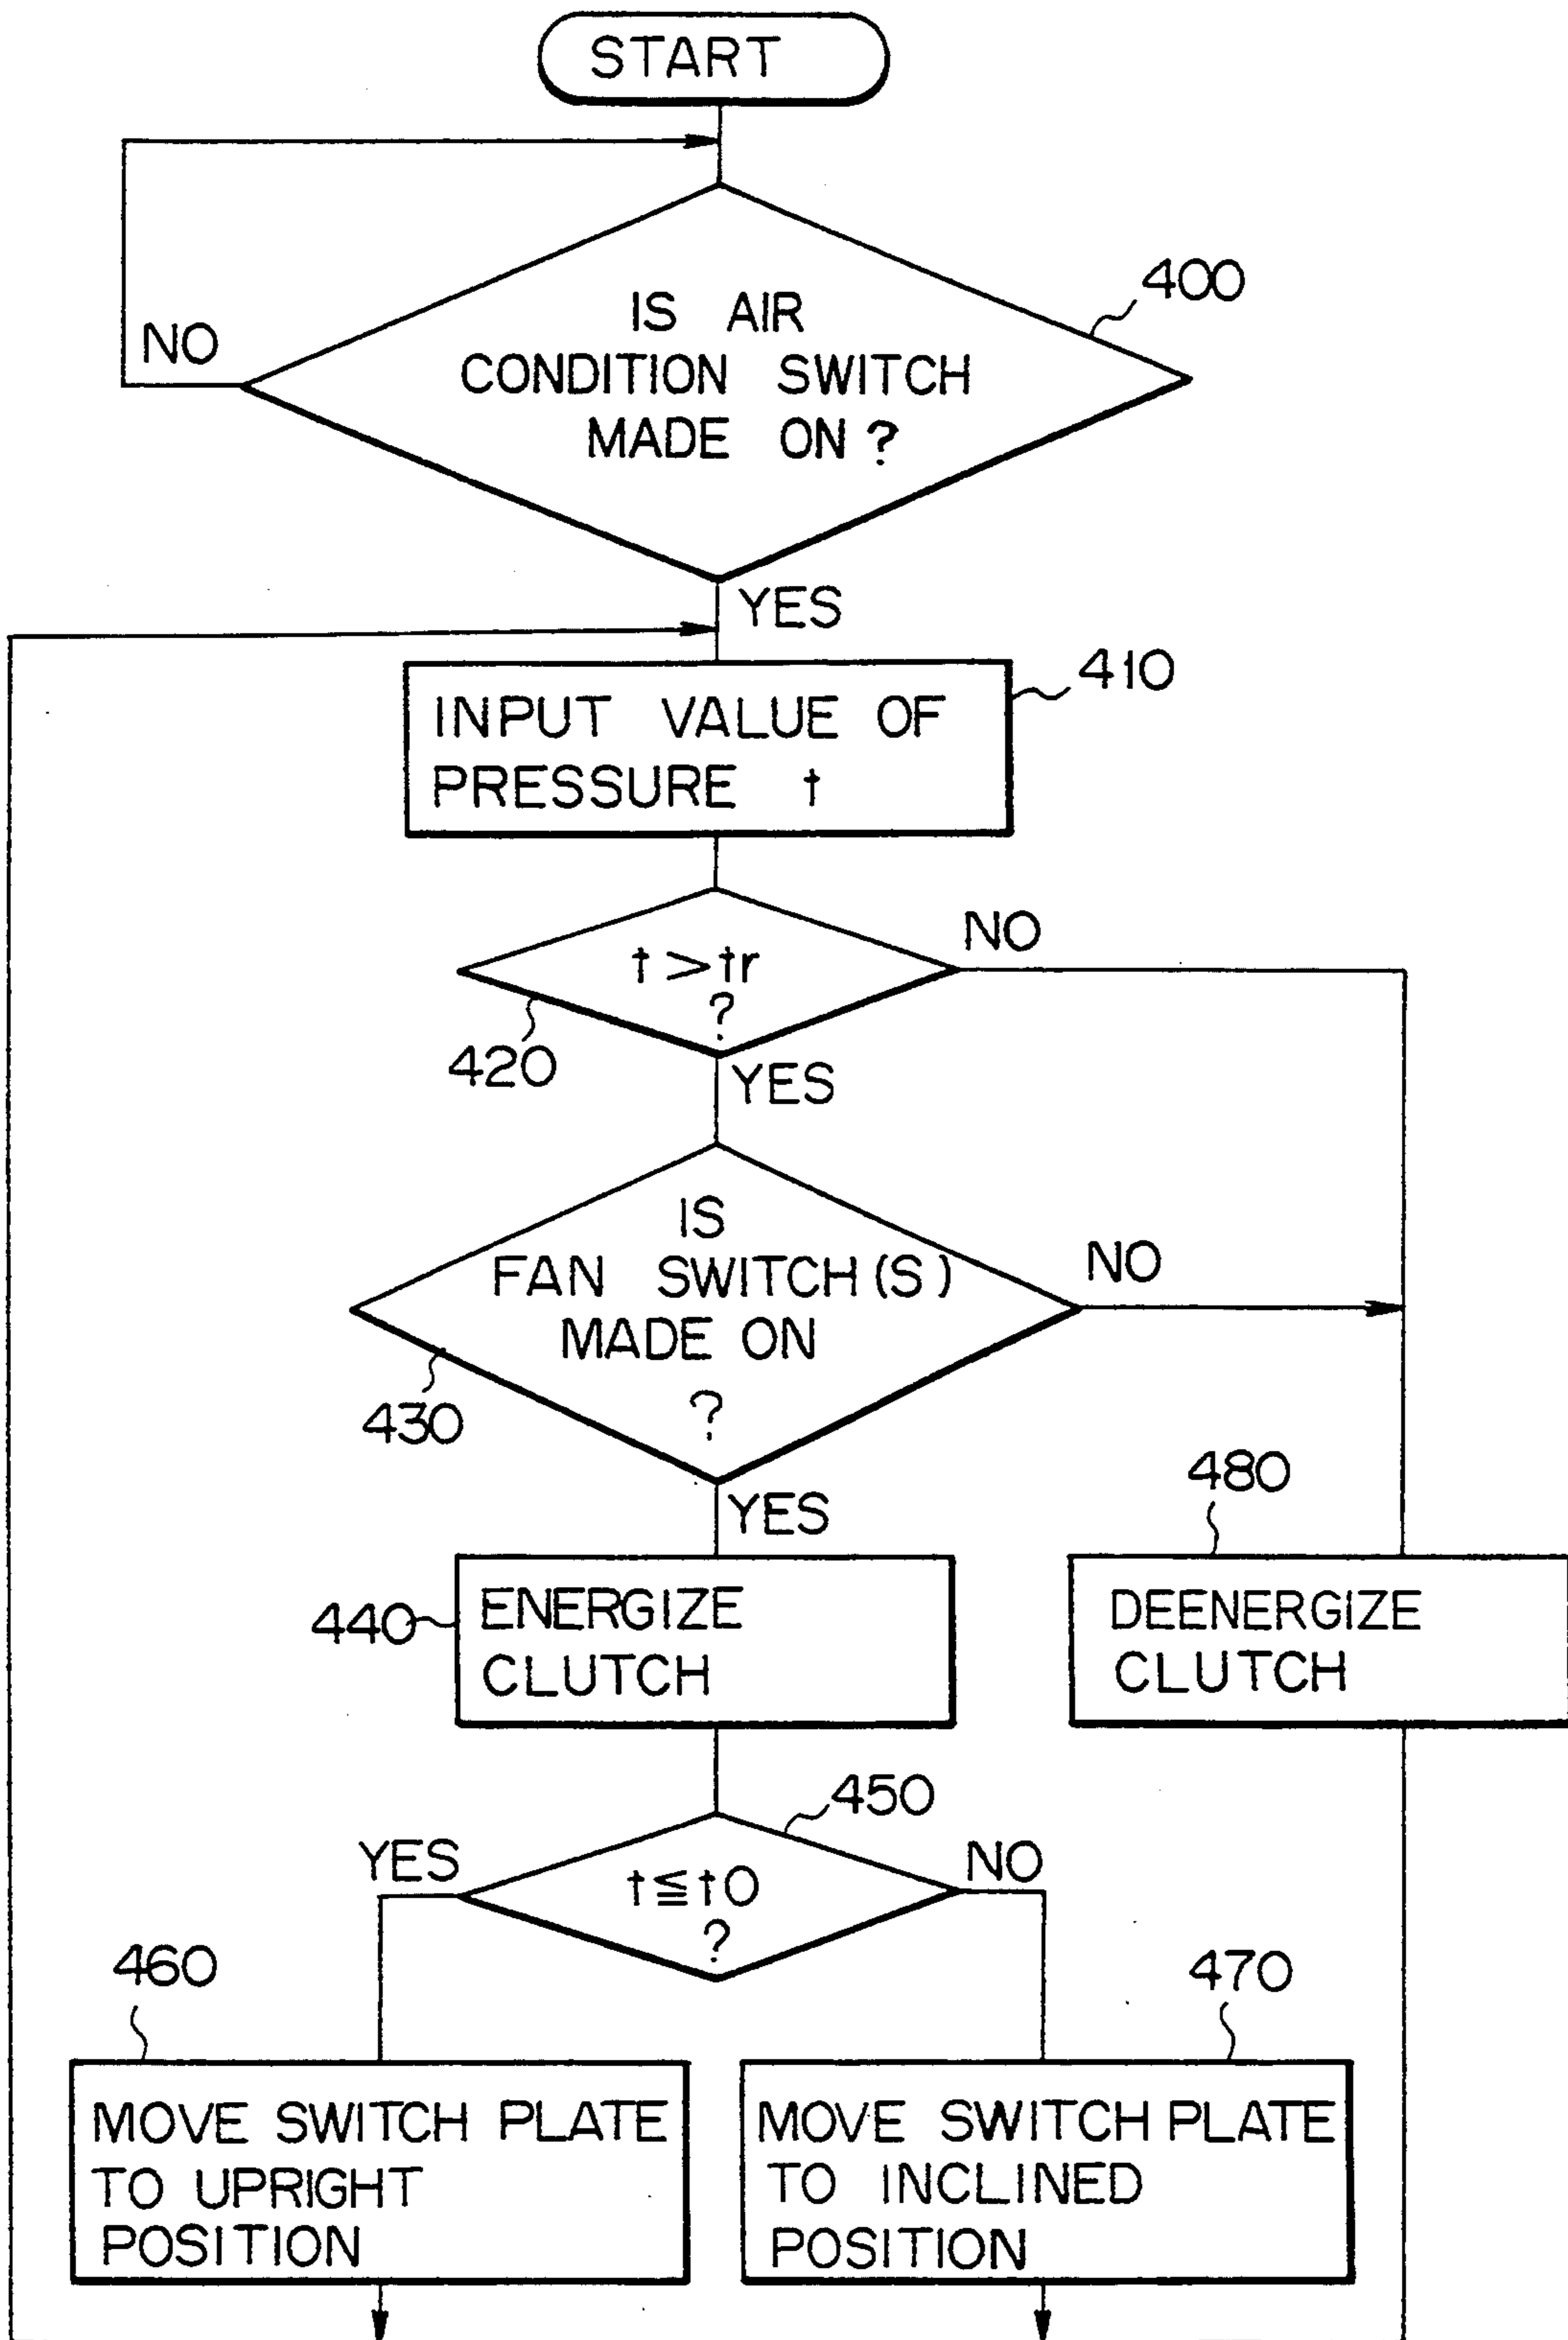 START
NO
400
IS AIR
CONDITION SWITCH
MADE ON?
YES
410
INPUT VALUE OF
PRESSURE t
NO
t>tr
?
420
YES
IS
FAN SWITCH(S)
MADE ON
?
NO
430
YES
480
440
ENERGIZE
CLUTCH
DEENERGIZE
CLUTCH
450
YES
NO
t≦t0
?
460
470
MOVE SWITCH PLATE
TO UPRIGHT
POSITION
MOVE SWITCH PLATE
TO INCLINED
POSITION